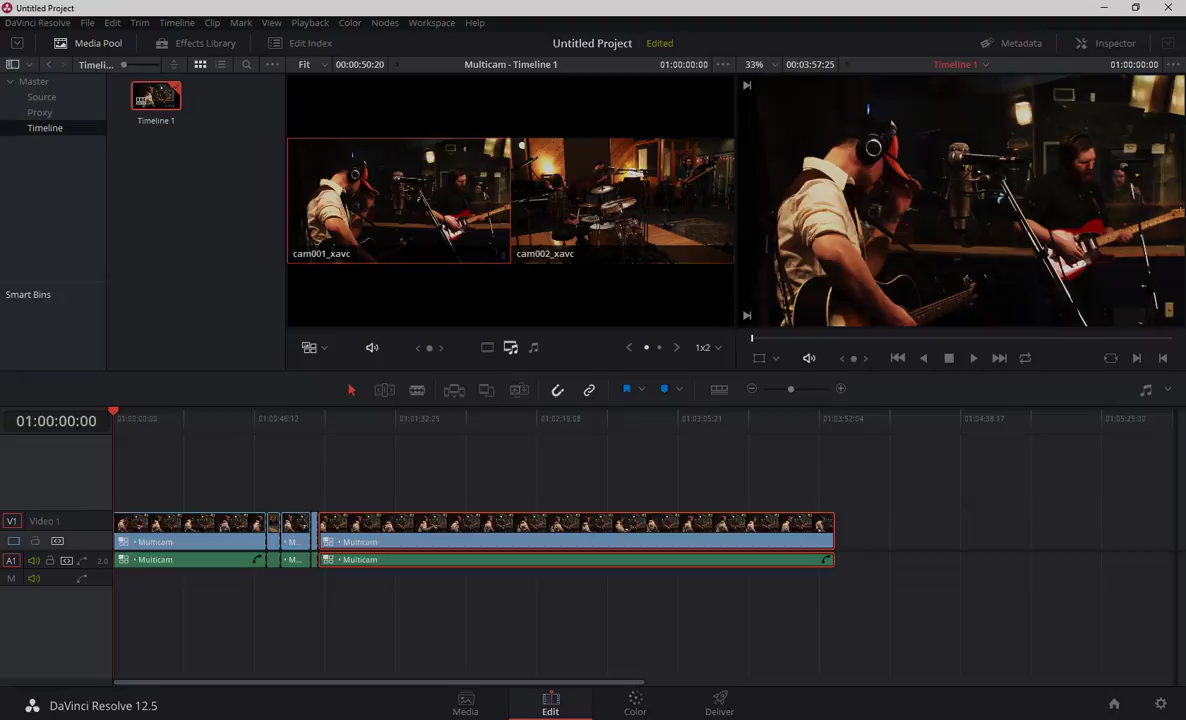 Untitled Project
DaVinci Resolve File Edit Trim Timeline Clip Mark View Playback Color Nodes Workspace Help
Media Pool Effects Library Edit Index Untitled Project Edited Metadata Inspector
Timeli... Fit 00:00:50:20 Multicam - Timeline 1 01:00:00:00 33% 00:03:57:25 Timeline 1 01:00:00:00
Master
Source
Proxy
Timeline
Timeline 1
cam001_xavc cam002_xavc
Smart Bins
1x2
01:00:00:00 01:00:00:00 01:00:46:12 01:01:32:25 01:02:19:08 01:03:05:21 01:03:52:04 01:04:38:17 01:05:25:00
V1 Video 1
• Multicam • M... • Multicam
A1 2.0 • Multicam • M... • Multicam
M
DaVinci Resolve 12.5 Media Edit Color Deliver